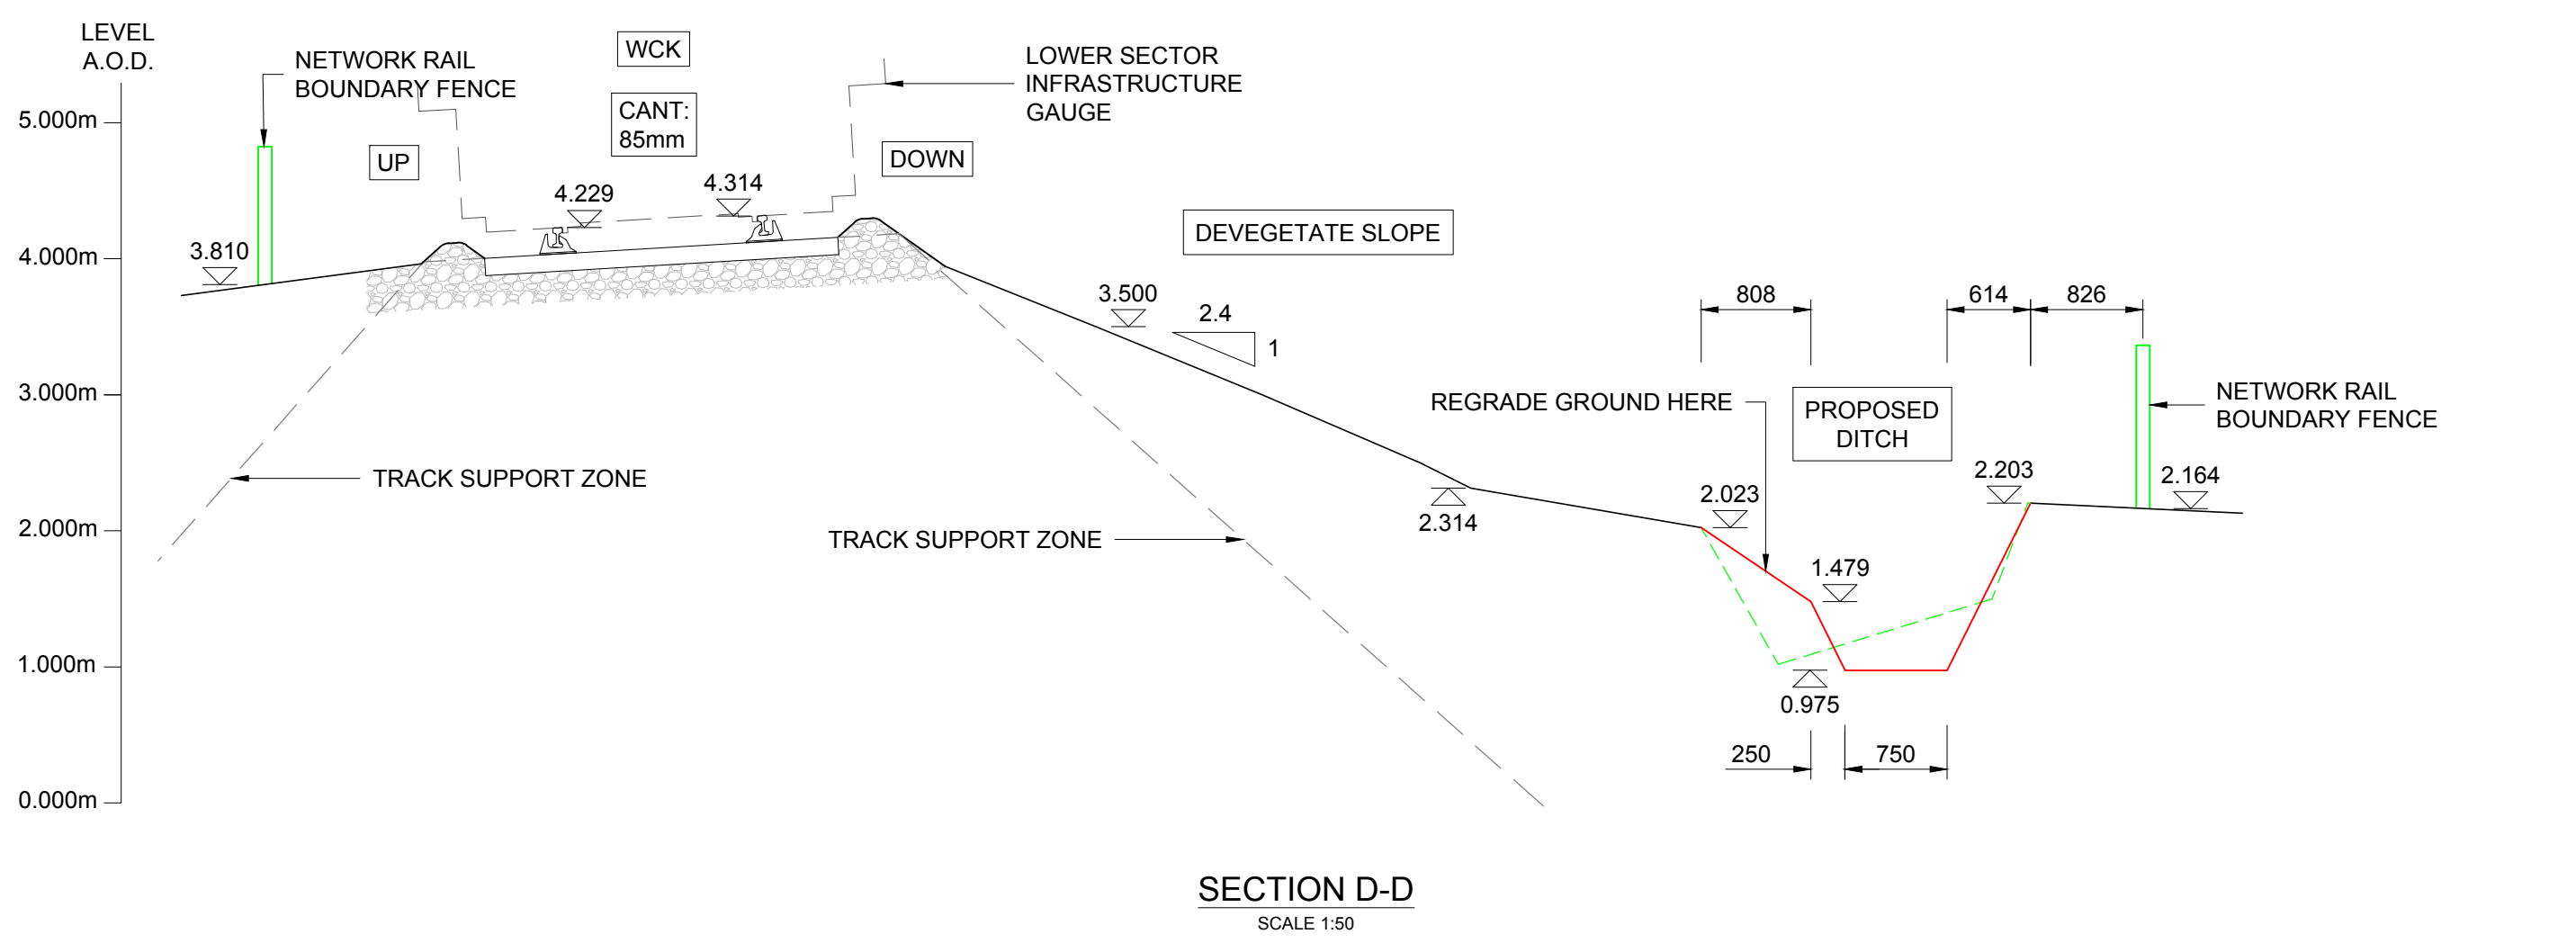 LEVEL
A.O.D.
5.000m
4.000m
3.000m
2.000m
1.000m
0.000m
NETWORK RAIL
BOUNDARY FENCE
WCK
CANT:
85mm
UP
DOWN
LOWER SECTOR
INFRASTRUCTURE
GAUGE
3.810
4.229
4.314
DEVEGETATE SLOPE
3.500
2.4
1
TRACK SUPPORT ZONE
TRACK SUPPORT ZONE
2.314
808
614
826
REGRADE GROUND HERE
PROPOSED
DITCH
NETWORK RAIL
BOUNDARY FENCE
2.023
2.203
2.164
1.479
0.975
250
750
SECTION D-D
SCALE 1:50